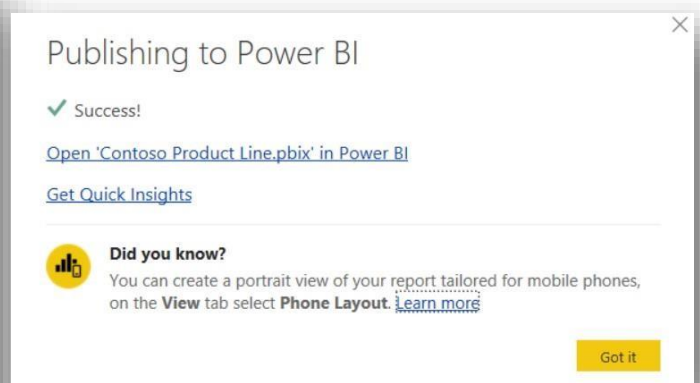 Publishing to Power BI
Success!
Open 'Contoso Product Line.pbix' in Power BI
Get Quick Insights
Did you know?
You can create a portrait view of your report tailored for mobile phones,
on the View tab select Phone Layout. Learn more
Got it